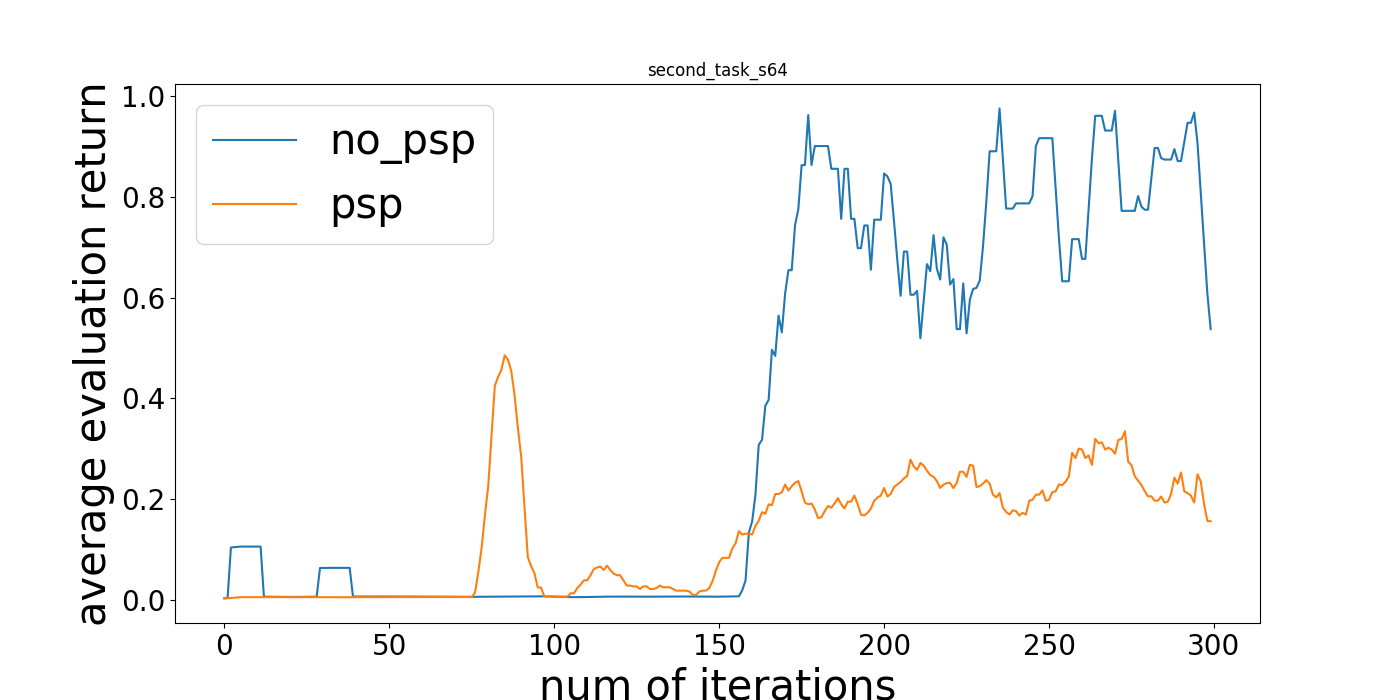 second_task_s64
average evaluation return
1.0
0.8
0.6
0.4
0.2
0.0
no_psp
psp
0 50 100 150 200 250 300
num of iterations